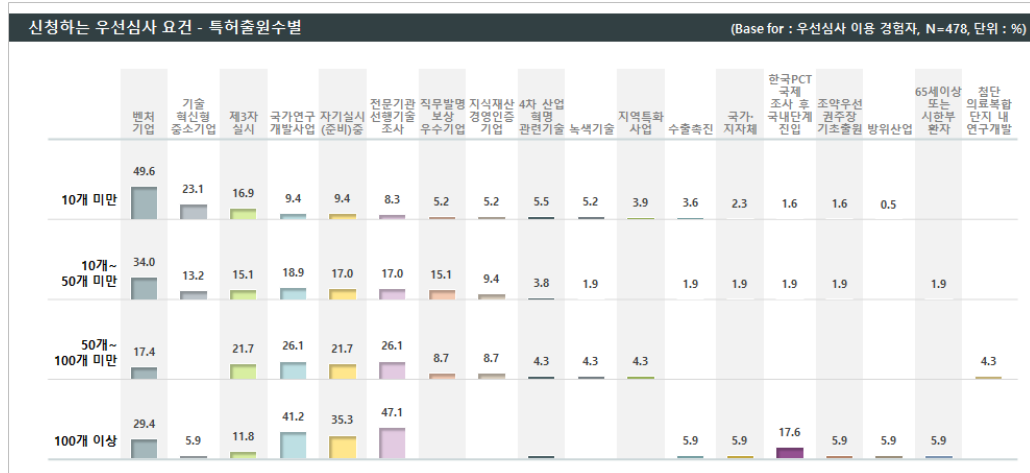 신청하는 우선심사 요건 - 특허출원수별
(Base for : 우선심사 이용 경험자, N=478, 단위 : %)
벤처
기업
기술
혁신형
중소기업
제3자
실시
국가연구
개발사업
자기실시
(준비)중
전문기관
선행기술
조사
직무발명
보상
우수기업
지식재산
경영인증
기업
4차 산업
혁명
관련기술
녹색기술
지역특화
사업
수출촉진
국가·
지자체
한국PCT
국제
조사 후
국내단계
진입
조약우선
권주장
기초출원
방위산업
65세이상
또는
시한부
환자
첨단
의료복합
단지 내
연구개발
10개 미만
49.6 23.1 16.9 9.4 9.4 8.3 5.2 5.2 5.5 5.2 3.9 3.6 2.3 1.6 1.6 0.5
10개~
50개 미만
34.0 13.2 15.1 18.9 17.0 17.0 15.1 9.4 3.8 1.9 1.9 1.9 1.9 1.9 1.9
50개~
100개 미만
17.4 21.7 26.1 21.7 26.1 8.7 8.7 4.3 4.3 4.3 4.3
100개 이상
29.4 5.9 11.8 41.2 35.3 47.1 5.9 5.9 17.6 5.9 5.9 5.9